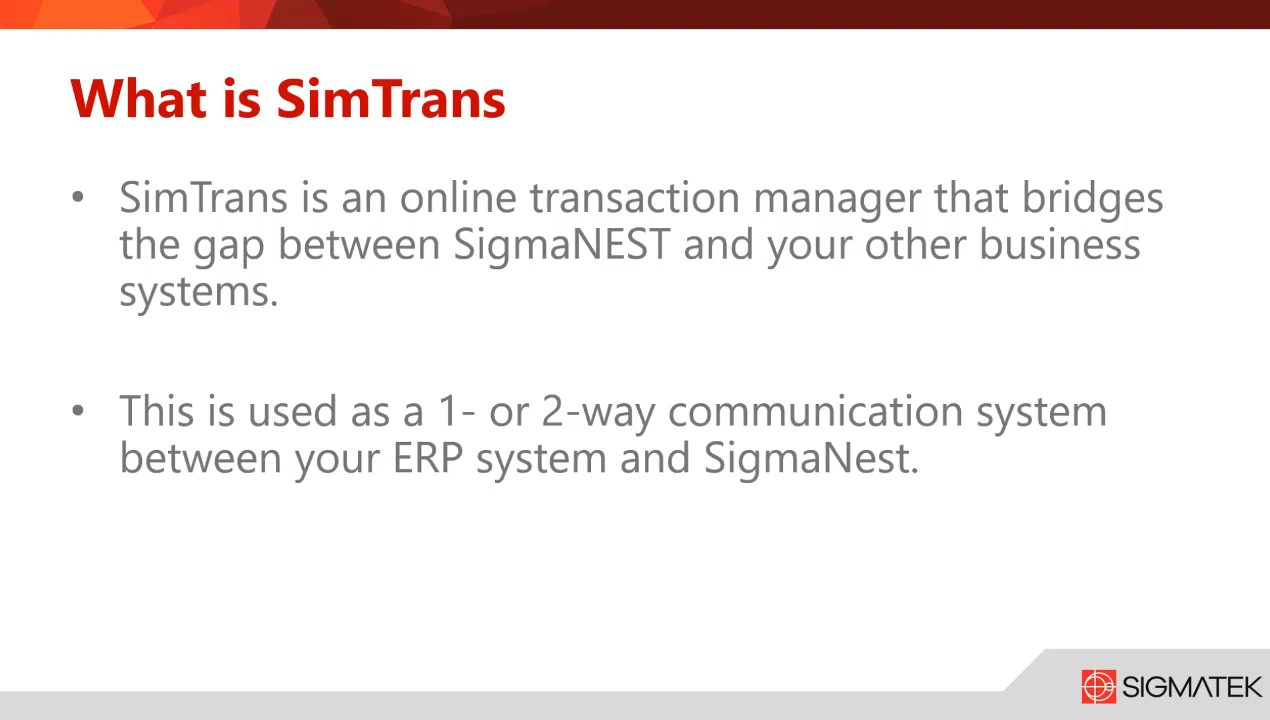 What is SimTrans
• SimTrans is an online transaction manager that bridges
the gap between SigmaNEST and your other business
systems.
• This is used as a 1- or 2-way communication system
between your ERP system and SigmaNest.
SIGMATEK